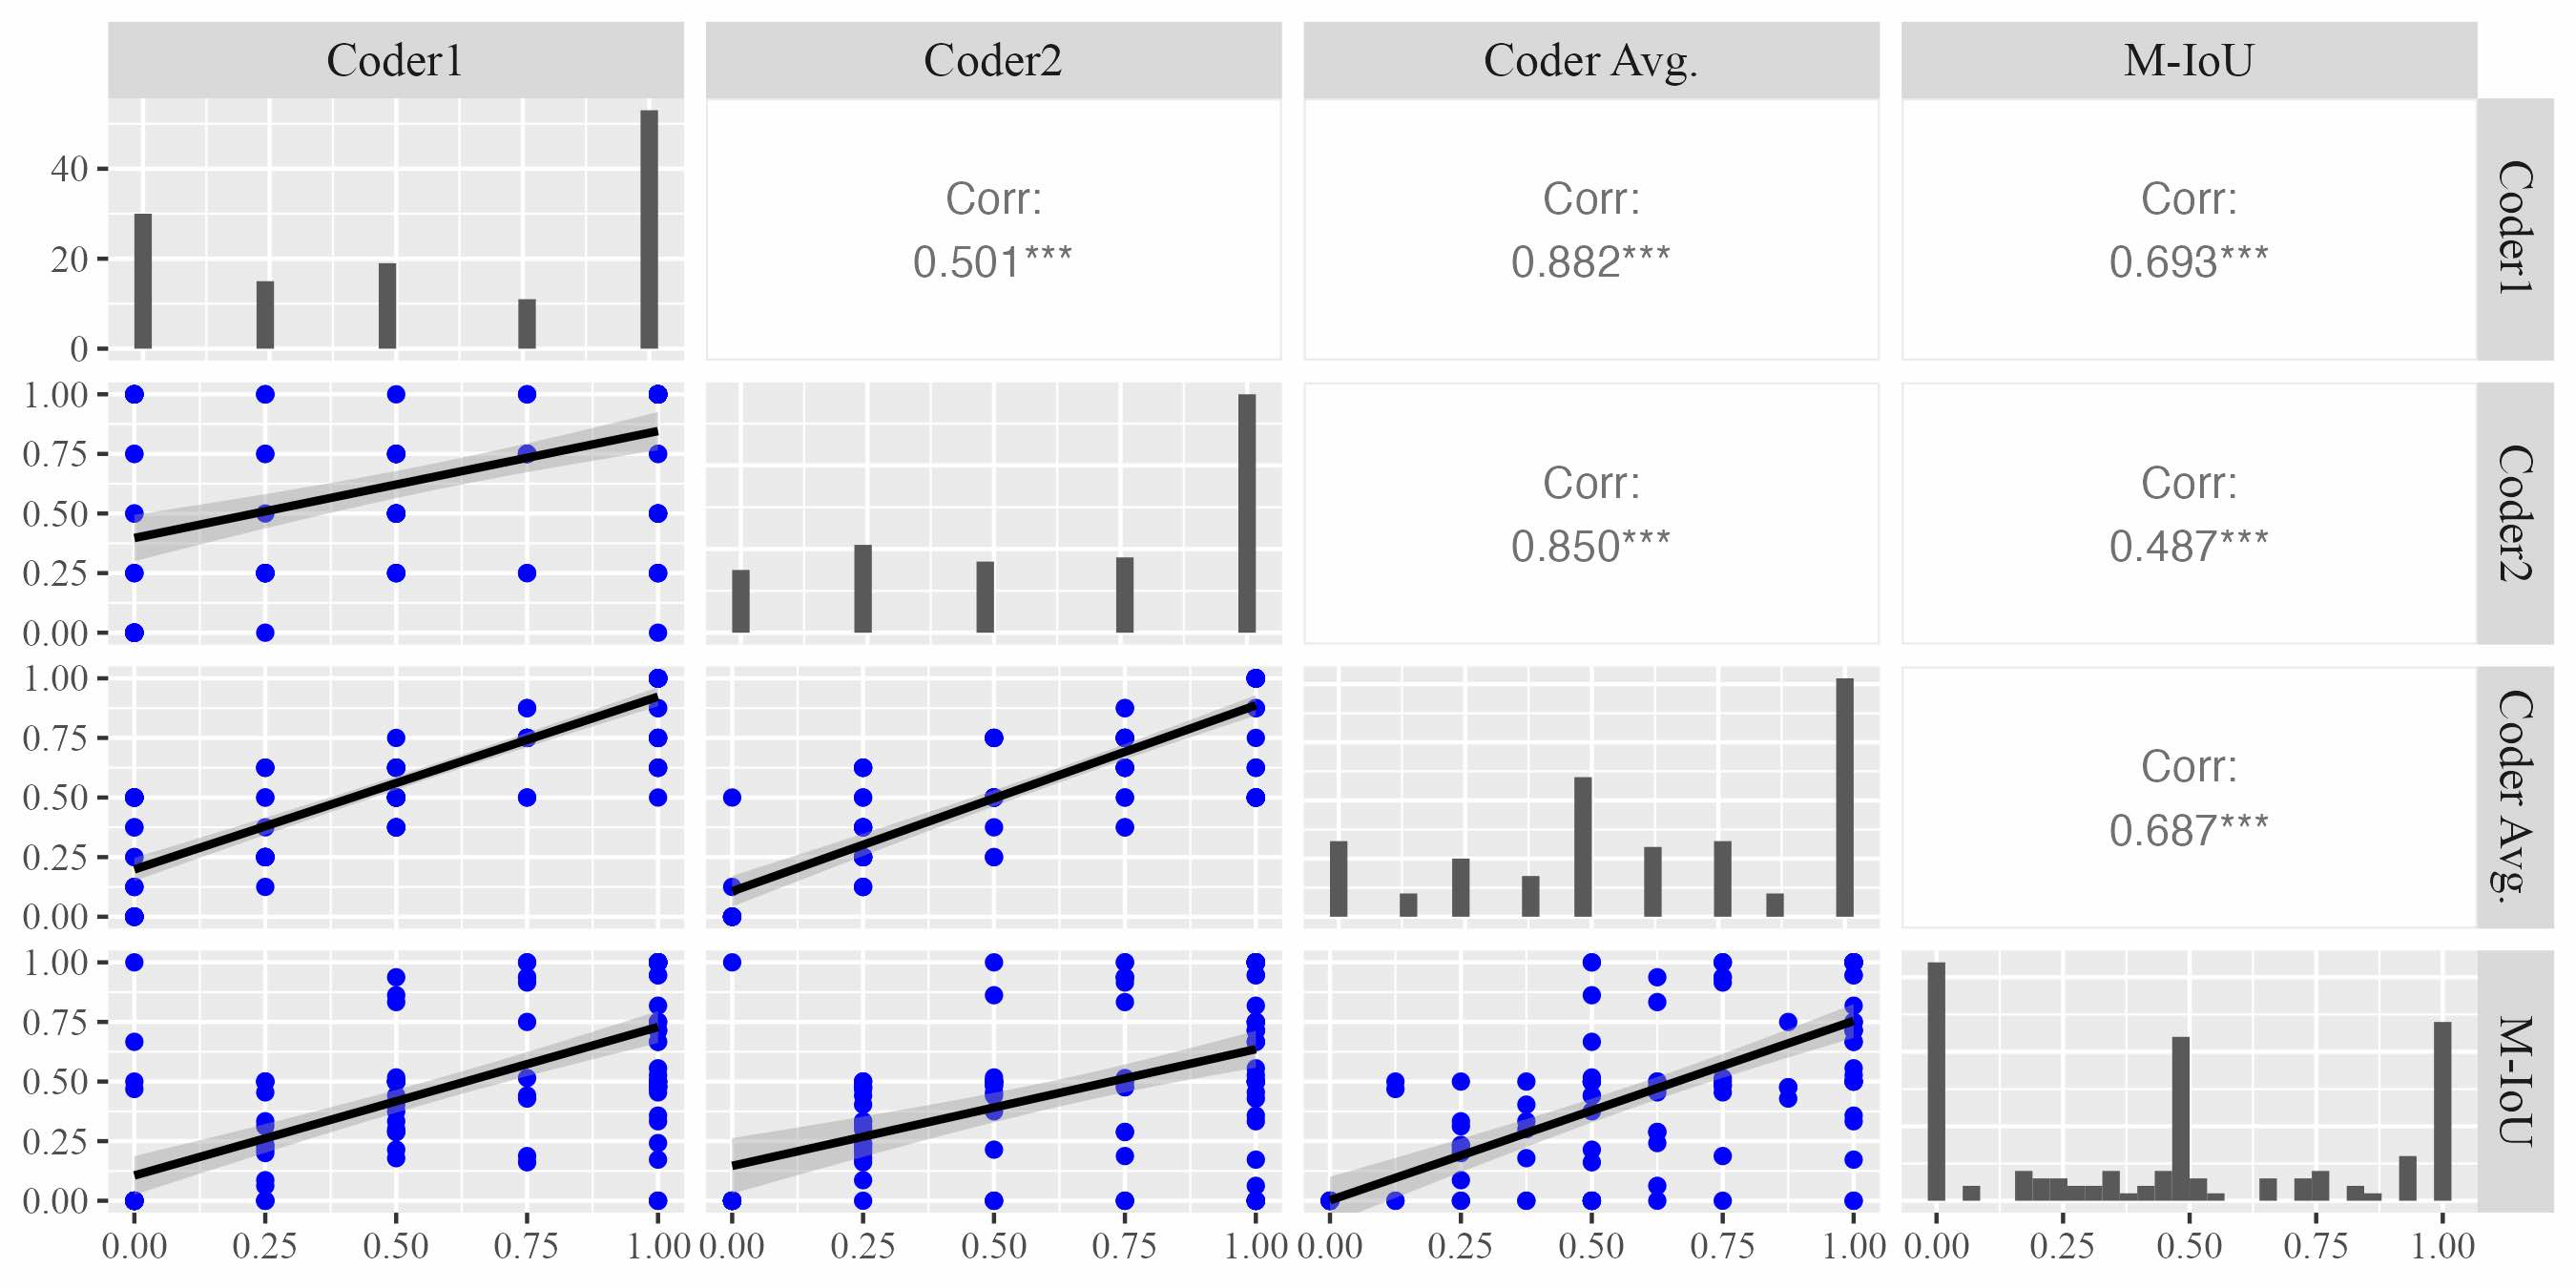 Coder1 Coder2 Coder Avg. M-IoU
40
20
0
Corr:
0.501***
Corr:
0.882***
Corr:
0.693***
Coder1
1.00
0.75
0.50
0.25
0.00
Corr:
0.850***
Corr:
0.487***
Coder2
1.00
0.75
0.50
0.25
0.00
Corr:
0.687***
Coder Avg.
1.00
0.75
0.50
0.25
0.00
M-IoU
0.00 0.25 0.50 0.75 1.00 0.00 0.25 0.50 0.75 1.00 0.00 0.25 0.50 0.75 1.00 0.00 0.25 0.50 0.75 1.00